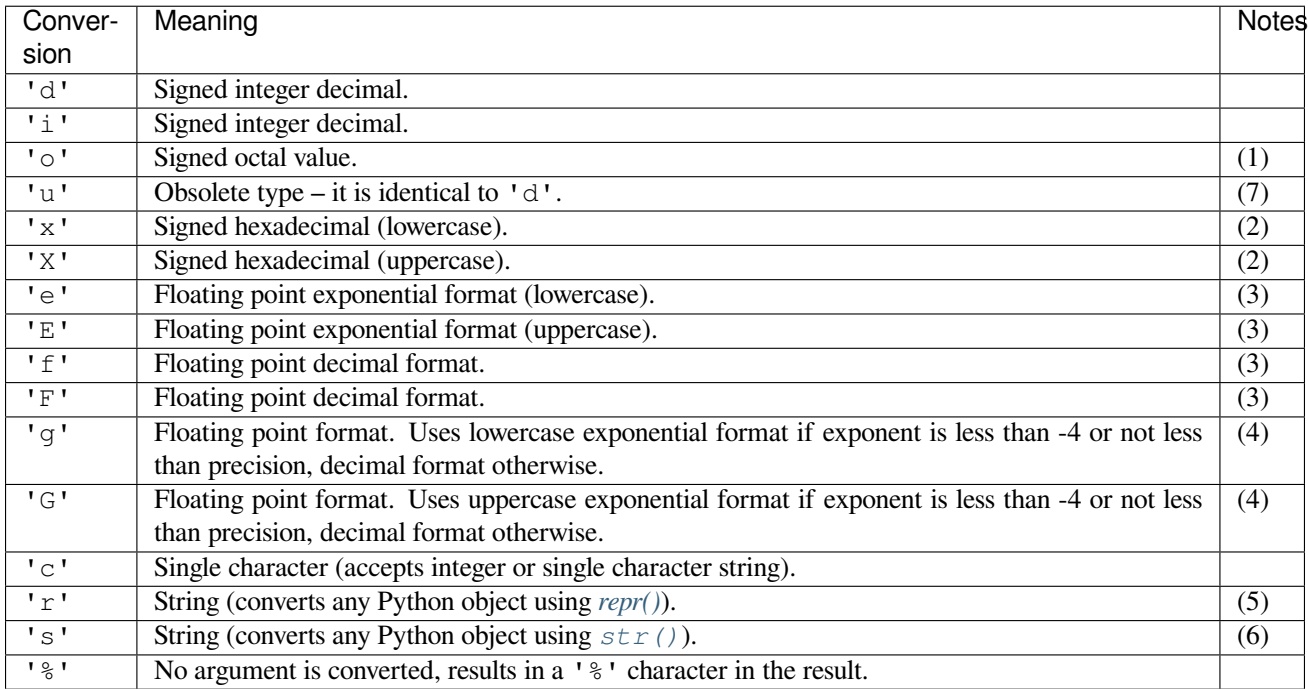 Conver- Meaning Notes
sion
'd' Signed integer decimal.
'i' Signed integer decimal.
'o' Signed octal value. (1)
'u' Obsolete type – it is identical to 'd'. (7)
'x' Signed hexadecimal (lowercase). (2)
'X' Signed hexadecimal (uppercase). (2)
'e' Floating point exponential format (lowercase). (3)
'E' Floating point exponential format (uppercase). (3)
'f' Floating point decimal format. (3)
'F' Floating point decimal format. (3)
'g' Floating point format. Uses lowercase exponential format if exponent is less than -4 or not less (4)
than precision, decimal format otherwise.
'G' Floating point format. Uses uppercase exponential format if exponent is less than -4 or not less (4)
than precision, decimal format otherwise.
'c' Single character (accepts integer or single character string).
'r' String (converts any Python object using repr()). (5)
's' String (converts any Python object using str()). (6)
'%' No argument is converted, results in a '%' character in the result.